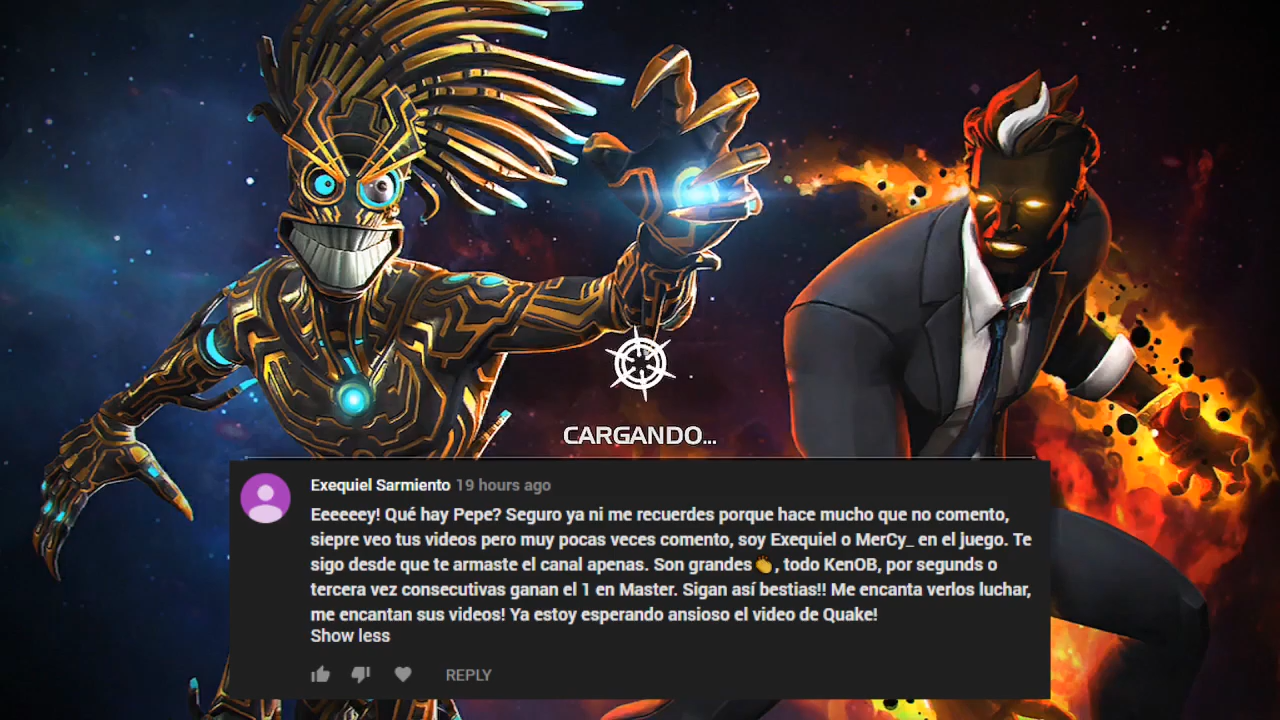 CARGANDO...
Exequiel Sarmiento 19 hours ago
Eeeeeey! Qué hay Pepe? Seguro ya ni me recuerdes porque hace mucho que no comento,
siepre veo tus videos pero muy pocas veces comento, soy Exequiel o MerCy_ en el juego. Te
sigo desde que te armaste el canal apenas. Son grandes👏, todo KenOB, por segunds o
tercera vez consecutivas ganan el 1 en Master. Sigan así bestias!! Me encanta verlos luchar,
me encantan sus videos! Ya estoy esperando ansioso el video de Quake!
Show less
REPLY